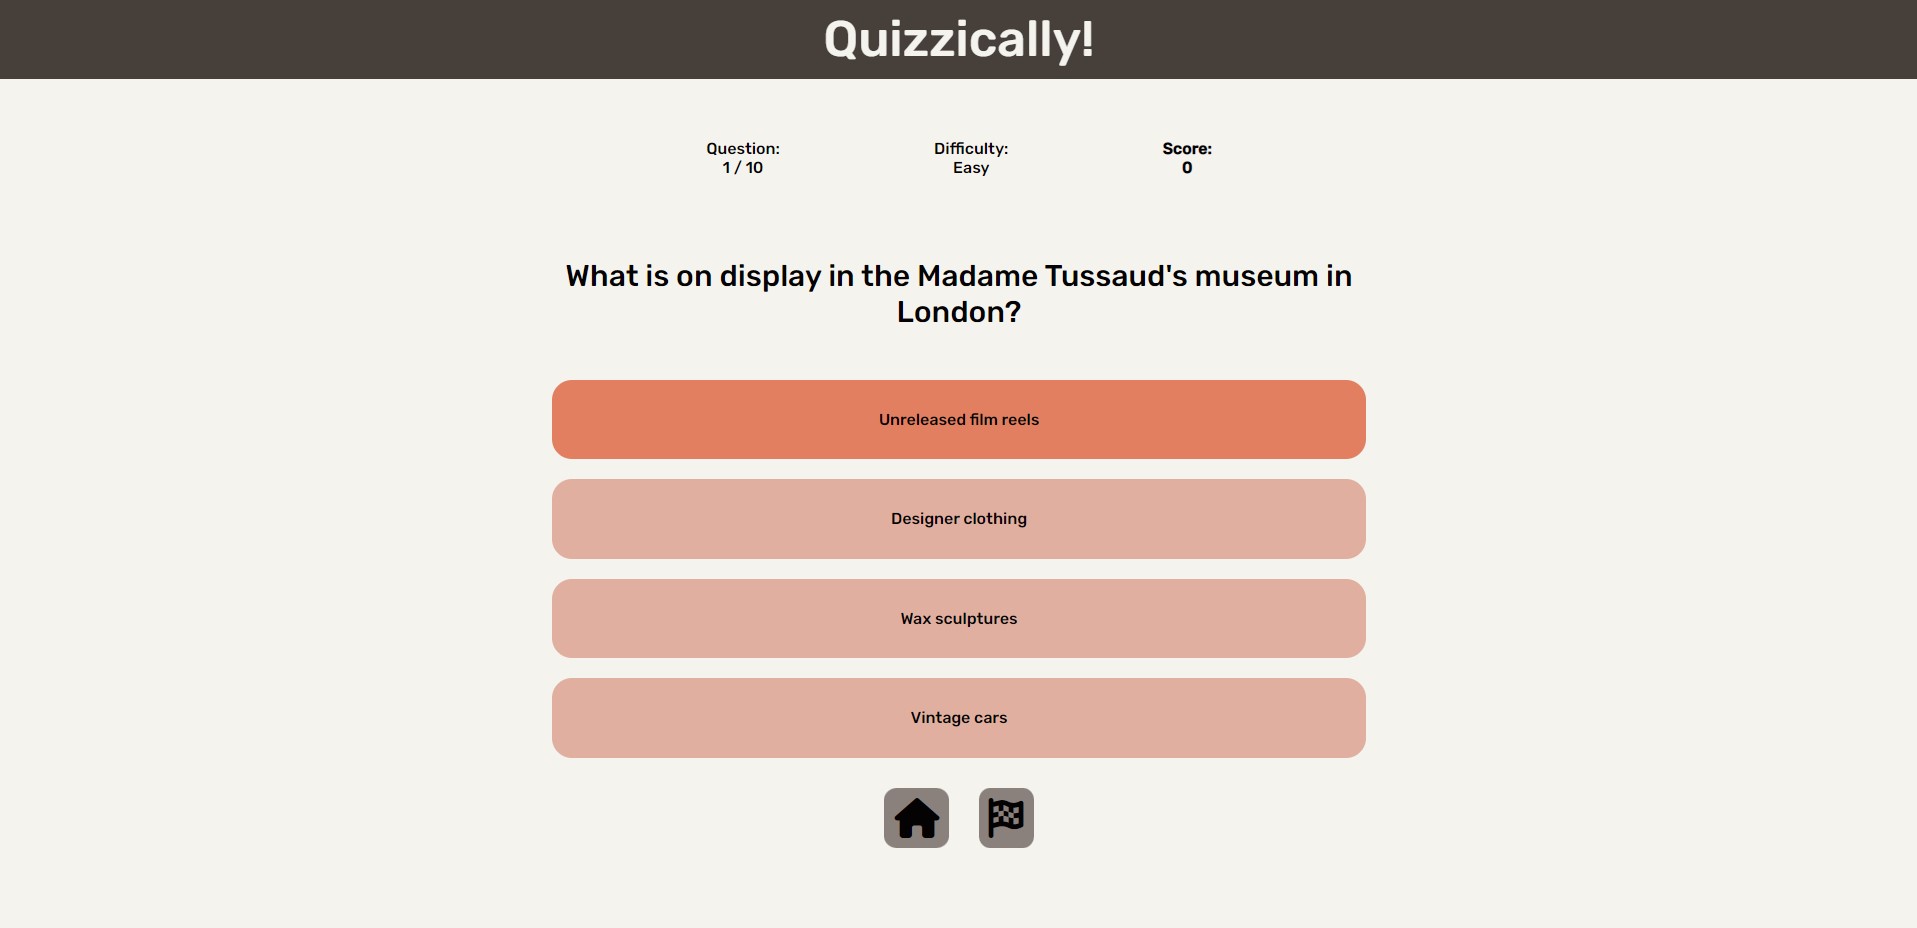 Quizzically!
Question:
1 / 10
Difficulty:
Easy
Score:
0
What is on display in the Madame Tussaud's museum in
London?
Unreleased film reels
Designer clothing
Wax sculptures
Vintage cars